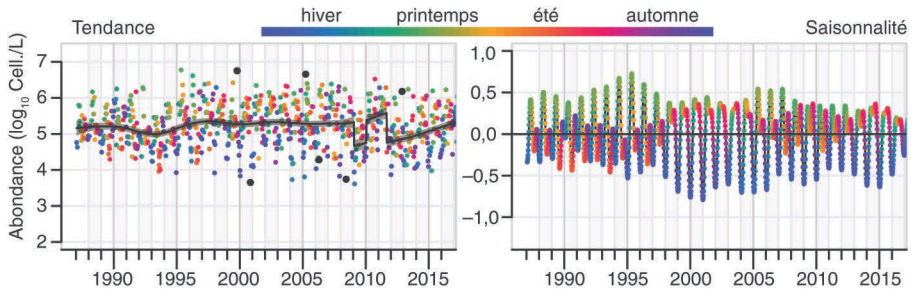 hiver printemps été automne
Tendance
Saisonnalité
Abondance (log10 Cell./L)
7
6
5
4
3
2
1990 1995 2000 2005 2010 2015
1,0
0,5
0,0
−0,5
−1,0
1990 1995 2000 2005 2010 2015